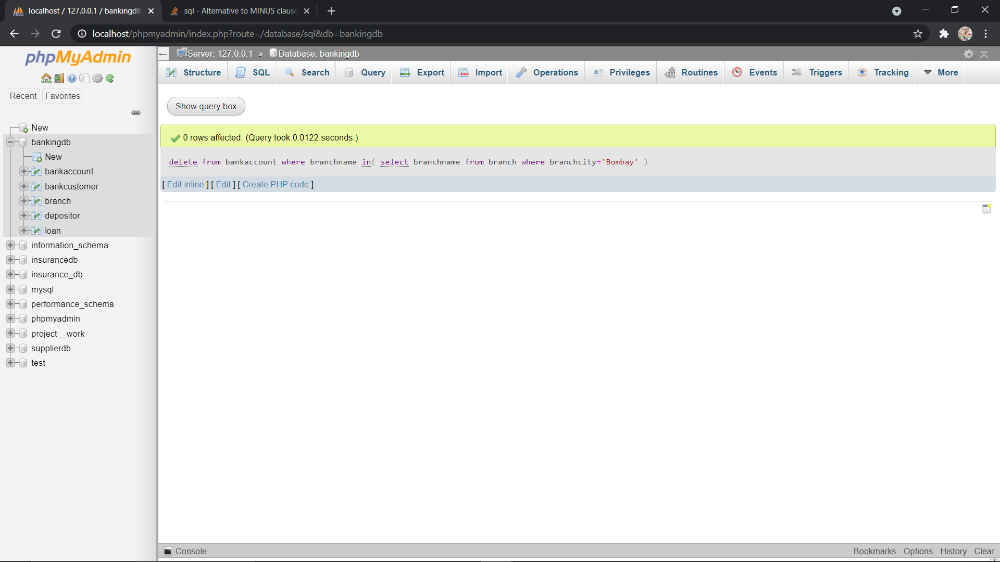 localhost / 127.0.0.1 / bankingdb
sql - Alternative to MINUS clause
localhost/phpmyadmin/index.php?route=/database/sql&db=bankingdb
phpMyAdmin
Recent Favorites
New
bankingdb
New
bankaccount
bankcustomer
branch
depositor
loan
information_schema
insurancedb
insurance_db
mysql
performance_schema
phpmyadmin
project__work
supplierdb
test
Server: 127.0.0.1 » Database: bankingdb
Structure SQL Search Query Export Import Operations Privileges Routines Events Triggers Tracking More
Show query box
0 rows affected. (Query took 0.0122 seconds.)
delete from bankaccount where branchname in( select branchname from branch where branchcity='Bombay' )
[ Edit inline ] [ Edit ] [ Create PHP code ]
Console
Bookmarks Options History Clear